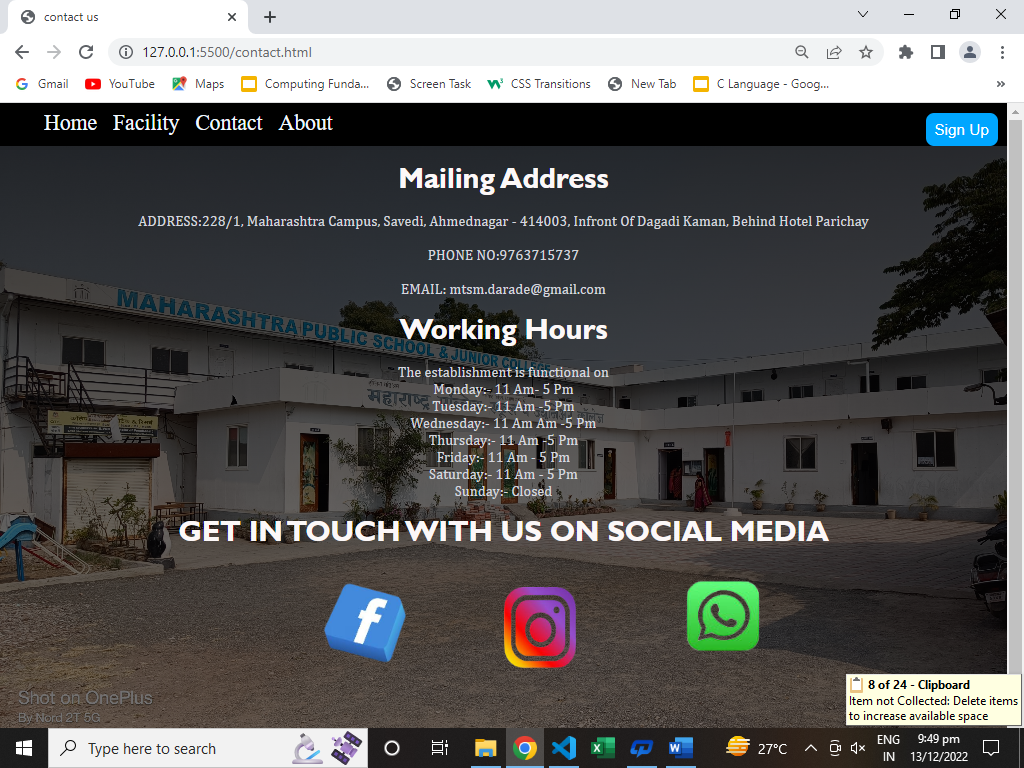 contact us
127.0.0.1:5500/contact.html
Gmail
YouTube
Maps
Computing Funda...
Screen Task
CSS Transitions
New Tab
C Language - Goog...
Home Facility Contact About
Sign Up
Mailing Address
ADDRESS:228/1, Maharashtra Campus, Savedi, Ahmednagar - 414003, Infront Of Dagadi Kaman, Behind Hotel Parichay
PHONE NO:9763715737
EMAIL: mtsm.darade@gmail.com
MAHARASHTRA PUBLIC SCHOOL & JUNIOR
Working Hours
The establishment is functional on
Monday:- 11 Am- 5 Pm
महाराष्ट्र
Tuesday:- 11 Am -5 Pm
Wednesday:- 11 Am Am -5 Pm
Thursday:- 11 Am -5 Pm
Friday:- 11 Am - 5 Pm
Saturday:- 11 Am - 5 Pm
Sunday:- Closed
GET IN TOUCH WITH US ON SOCIAL MEDIA
Shot on OnePlus
By Nord 2T 5G
8 of 24 - Clipboard
Item not Collected: Delete items
to increase available space
Type here to search
27°C
ENG
IN
9:49 pm
13/12/2022